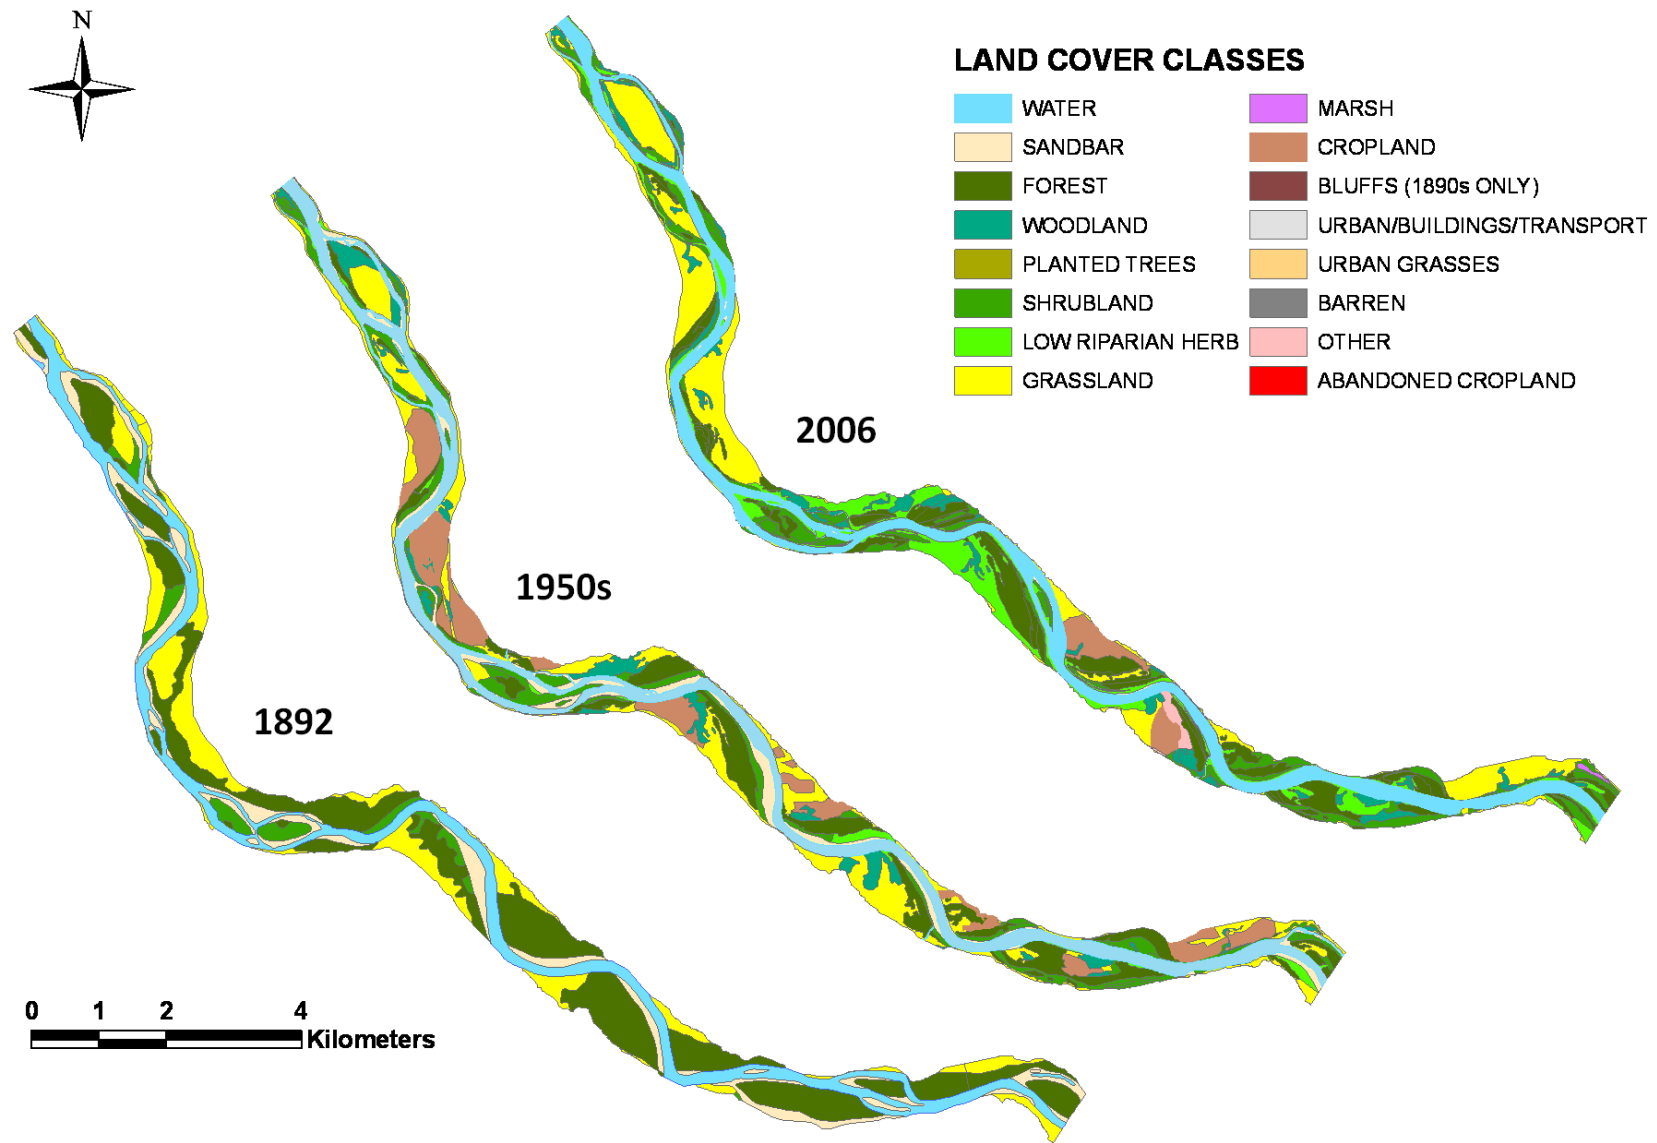 N
LAND COVER CLASSES
WATER
SANDBAR
FOREST
WOODLAND
PLANTED TREES
SHRUBLAND
LOW RIPARIAN HERB
GRASSLAND
MARSH
CROPLAND
BLUFFS (1890s ONLY)
URBAN/BUILDINGS/TRANSPORT
URBAN GRASSES
BARREN
OTHER
ABANDONED CROPLAND
2006
1950s
1892
0 1 2 4
Kilometers